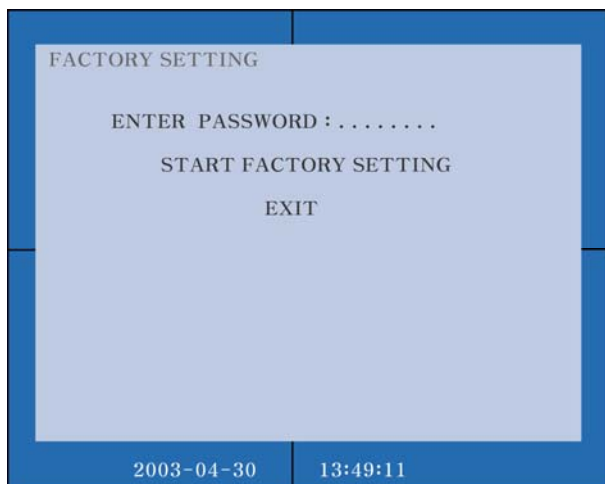 FACTORY SETTING
ENTER PASSWORD : . . . . . . . .
START FACTORY SETTING
EXIT
2003-04-30 13:49:11